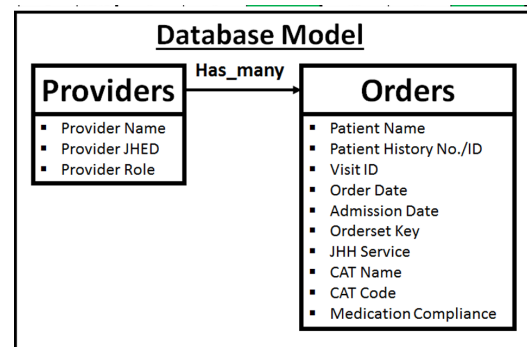 Database Model
Has_many
Providers
▪ Provider Name
▪ Provider JHED
▪ Provider Role
Orders
▪ Patient Name
▪ Patient History No./ID
▪ Visit ID
▪ Order Date
▪ Admission Date
▪ Orderset Key
▪ JHH Service
▪ CAT Name
▪ CAT Code
▪ Medication Compliance